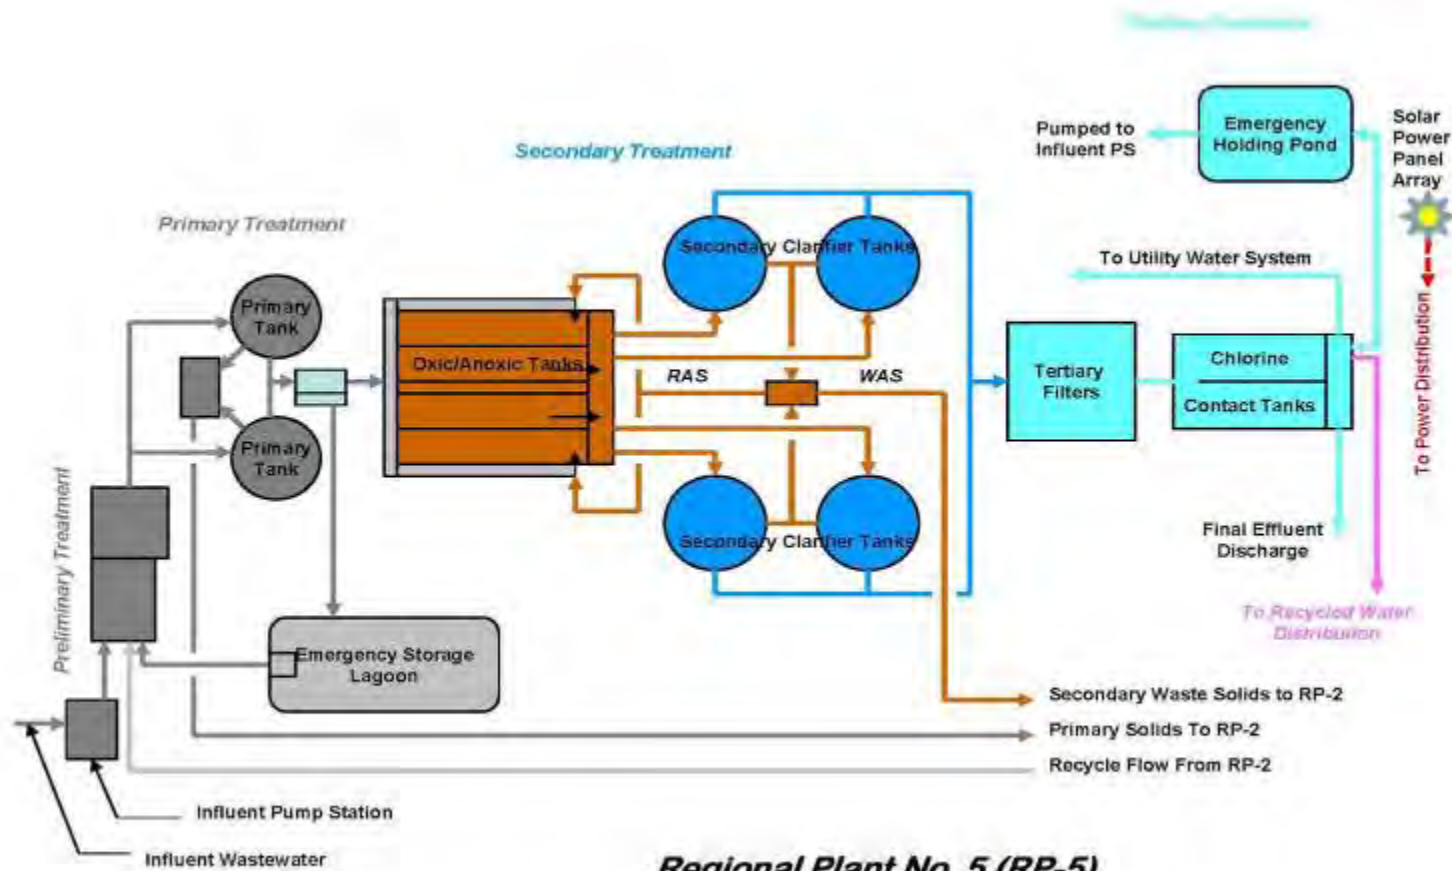 Emergency
Holding Pond
Pumped to
Influent PS
Solar
Power
Panel
Array
Secondary Treatment
Primary Treatment
To Utility Water System
Secondary Clarifier Tanks
Primary
Tank
Oxic/Anoxic Tanks
RAS
WAS
Tertiary
Filters
Chlorine
Contact Tanks
To Power Distribution
Primary
Tank
Preliminary Treatment
Secondary Clarifier Tanks
Final Effluent
Discharge
To Recycled Water
Distribution
Emergency Storage
Lagoon
Secondary Waste Solids to RP-2
Primary Solids To RP-2
Recycle Flow From RP-2
Influent Pump Station
Influent Wastewater
Regional Plant No. 5 (RP-5)